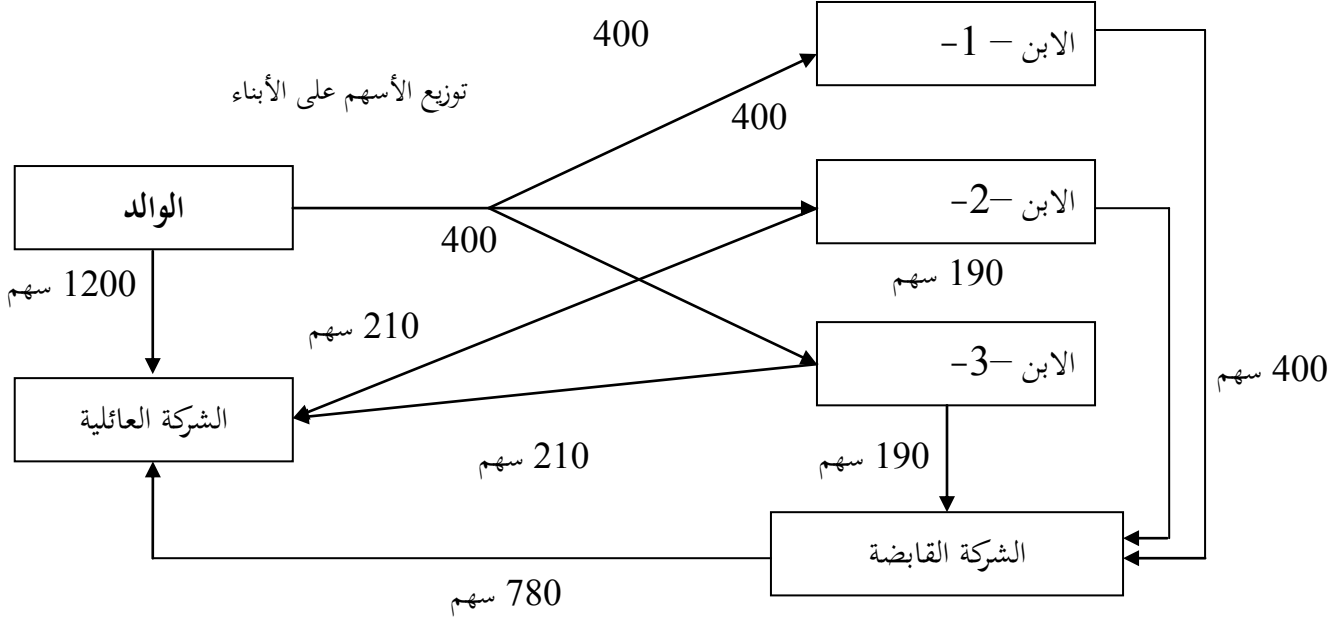 400
الابن – 1-
توزيع الأسهم على الأبناء
400
الوالد
الابن –2-
400
190 سهم
1200 سهم
210 سهم
الابن –3-
400 سهم
الشركة العائلية
210 سهم
190 سهم
الشركة القابضة
780 سهم